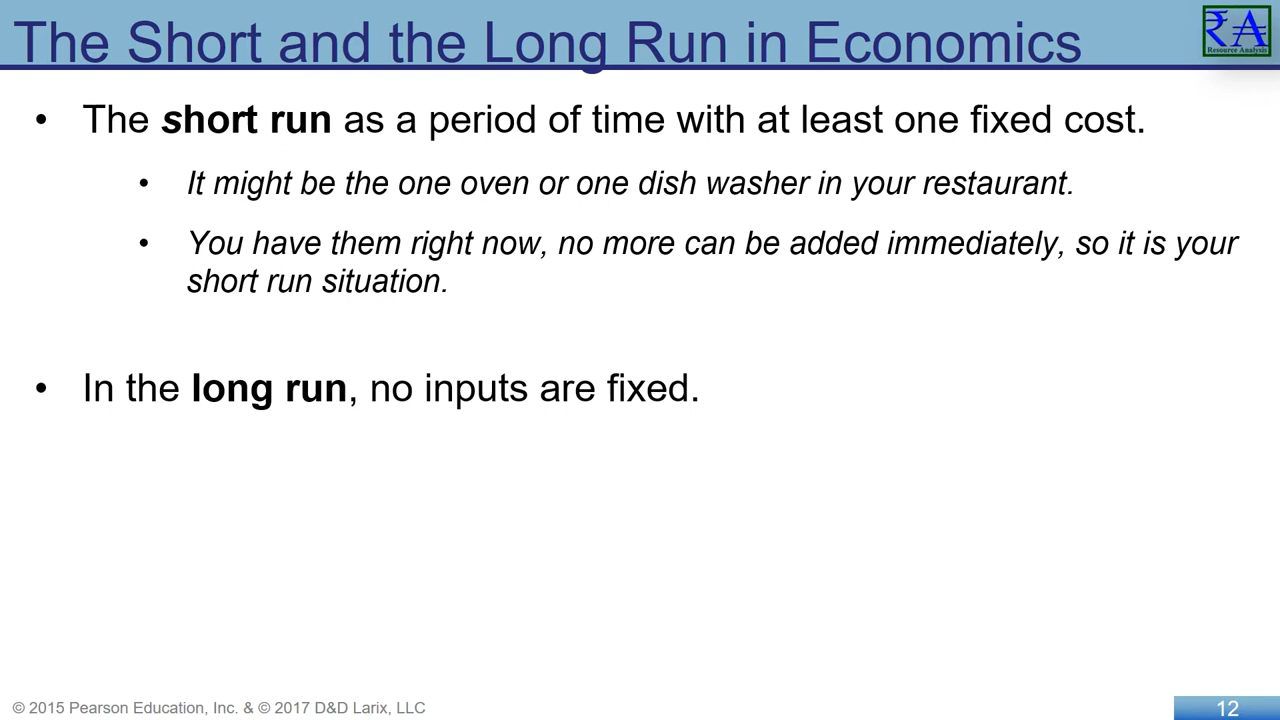 The Short and the Long Run in Economics
₹A
Resource Analysis
• The short run as a period of time with at least one fixed cost.
• It might be the one oven or one dish washer in your restaurant.
• You have them right now, no more can be added immediately, so it is your
short run situation.
• In the long run, no inputs are fixed.
© 2015 Pearson Education, Inc. & © 2017 D&D Larix, LLC
12